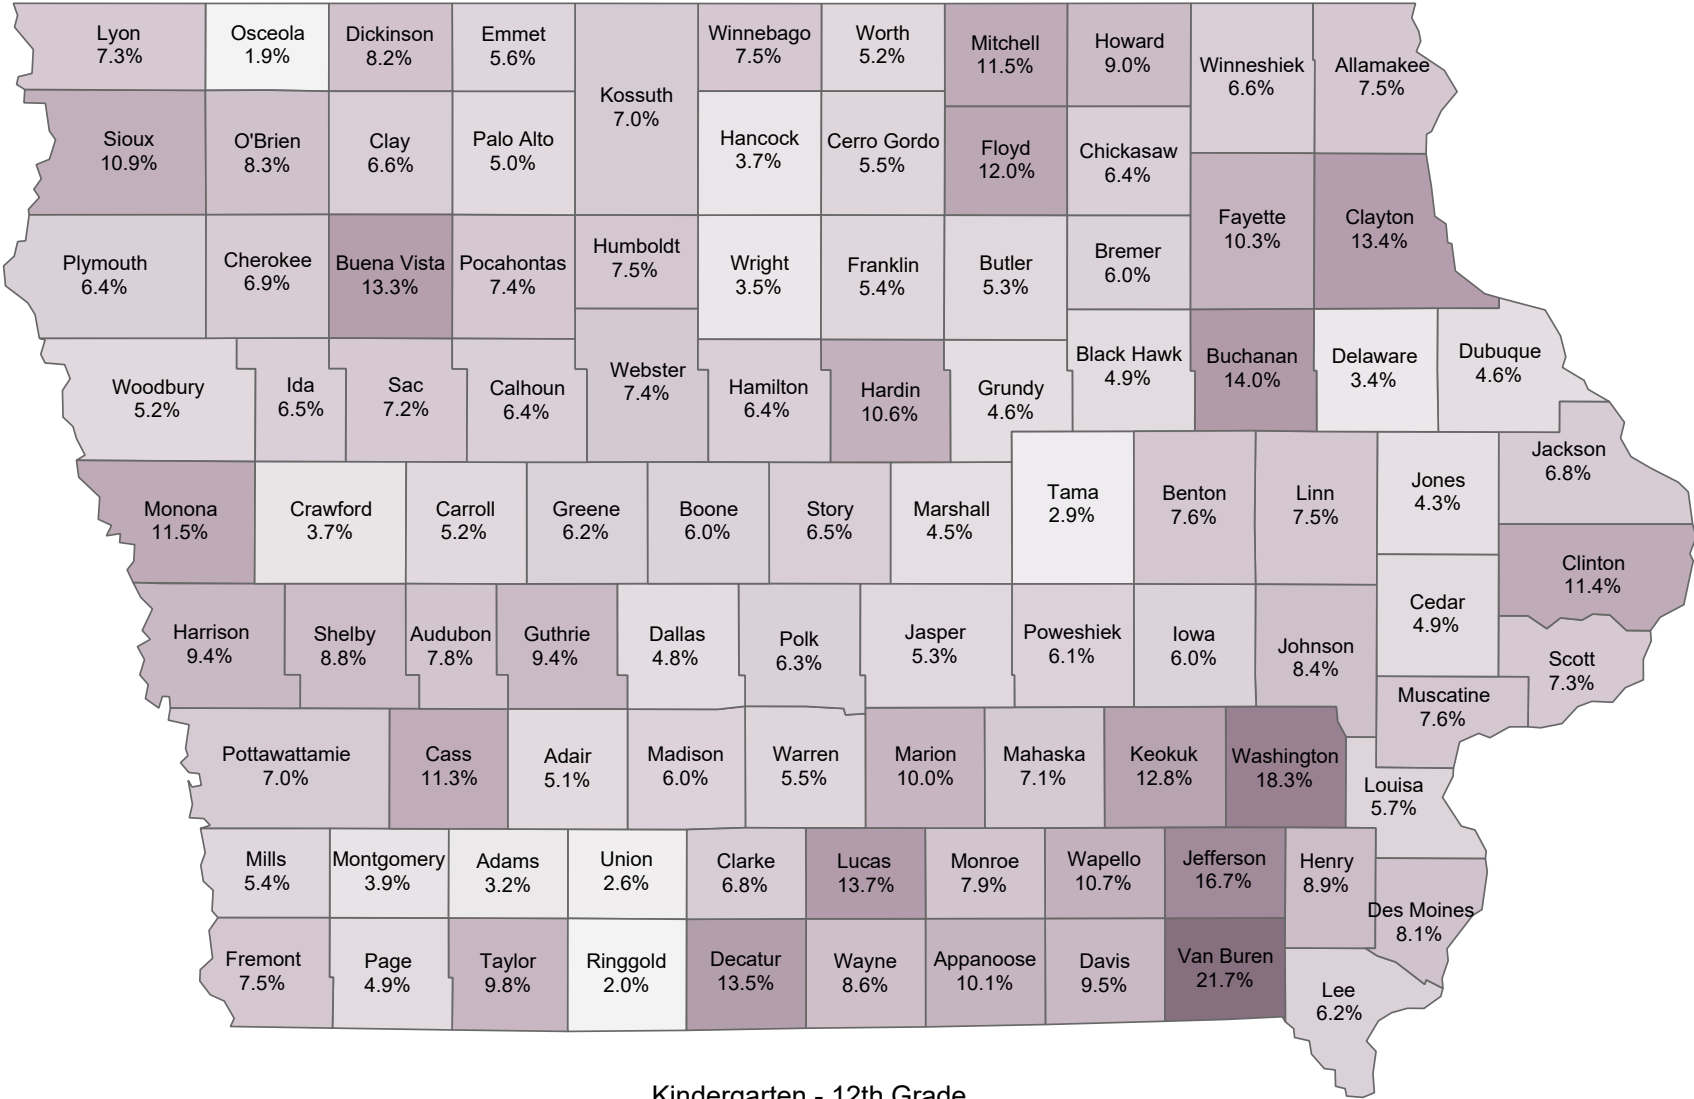 Lyon
7.3%
Osceola
1.9%
Dickinson
8.2%
Emmet
5.6%
Kossuth
7.0%
Winnebago
7.5%
Worth
5.2%
Mitchell
11.5%
Howard
9.0%
Winneshiek
6.6%
Allamakee
7.5%
Sioux
10.9%
O'Brien
8.3%
Clay
6.6%
Palo Alto
5.0%
Hancock
3.7%
Cerro Gordo
5.5%
Floyd
12.0%
Chickasaw
6.4%
Fayette
10.3%
Clayton
13.4%
Plymouth
6.4%
Cherokee
6.9%
Buena Vista
13.3%
Pocahontas
7.4%
Humboldt
7.5%
Wright
3.5%
Franklin
5.4%
Butler
5.3%
Bremer
6.0%
Woodbury
5.2%
Ida
6.5%
Sac
7.2%
Calhoun
6.4%
Webster
7.4%
Hamilton
6.4%
Hardin
10.6%
Grundy
4.6%
Black Hawk
4.9%
Buchanan
14.0%
Delaware
3.4%
Dubuque
4.6%
Jackson
6.8%
Monona
11.5%
Crawford
3.7%
Carroll
5.2%
Greene
6.2%
Boone
6.0%
Story
6.5%
Marshall
4.5%
Tama
2.9%
Benton
7.6%
Linn
7.5%
Jones
4.3%
Clinton
11.4%
Harrison
9.4%
Shelby
8.8%
Audubon
7.8%
Guthrie
9.4%
Dallas
4.8%
Polk
6.3%
Jasper
5.3%
Poweshiek
6.1%
Iowa
6.0%
Johnson
8.4%
Cedar
4.9%
Scott
7.3%
Muscatine
7.6%
Pottawattamie
7.0%
Cass
11.3%
Adair
5.1%
Madison
6.0%
Warren
5.5%
Marion
10.0%
Mahaska
7.1%
Keokuk
12.8%
Washington
18.3%
Louisa
5.7%
Mills
5.4%
Montgomery
3.9%
Adams
3.2%
Union
2.6%
Clarke
6.8%
Lucas
13.7%
Monroe
7.9%
Wapello
10.7%
Jefferson
16.7%
Henry
8.9%
Des Moines
8.1%
Fremont
7.5%
Page
4.9%
Taylor
9.8%
Ringgold
2.0%
Decatur
13.5%
Wayne
8.6%
Appanoose
10.1%
Davis
9.5%
Van Buren
21.7%
Lee
6.2%
Kindergarten - 12th Grade